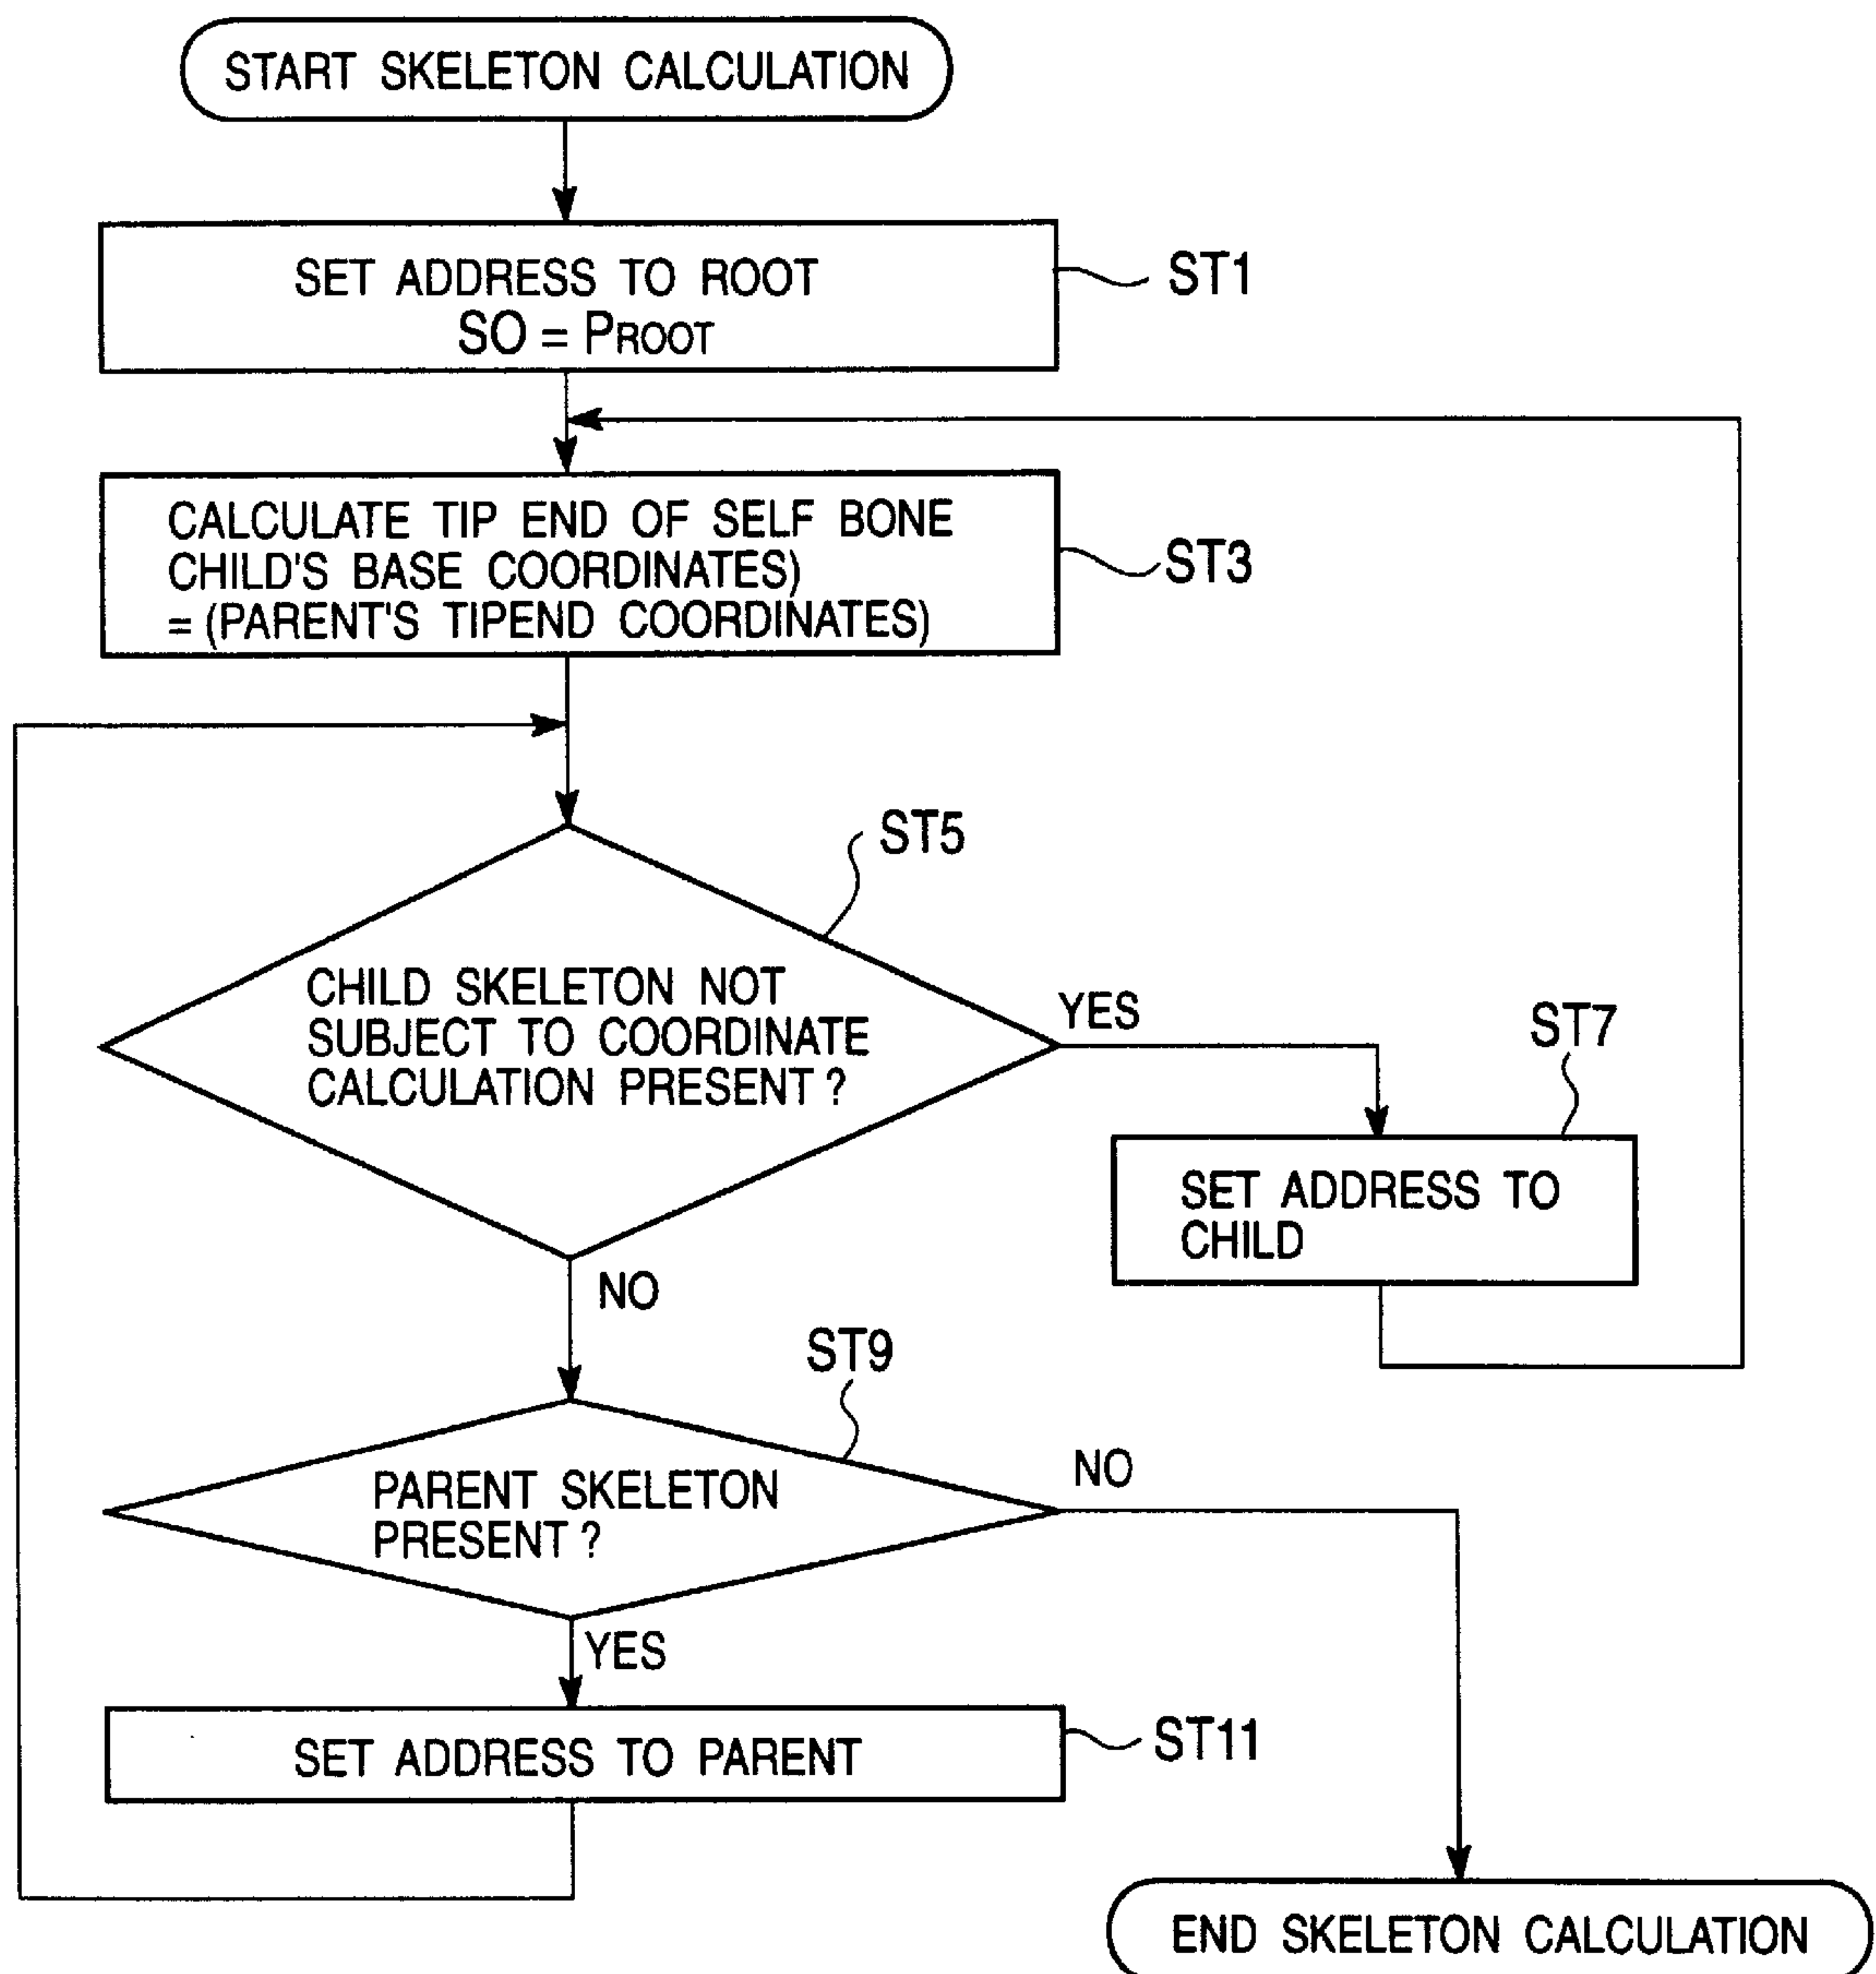 START SKELETON CALCULATION
SET ADDRESS TO ROOT
SO = PROOT
ST1
CALCULATE TIP END OF SELF BONE
CHILD'S BASE COORDINATES)
= (PARENT'S TIPEND COORDINATES)
ST3
ST5
CHILD SKELETON NOT
SUBJECT TO COORDINATE
CALCULATION PRESENT ?
YES
ST7
SET ADDRESS TO
CHILD
NO
ST9
PARENT SKELETON
PRESENT ?
NO
YES
SET ADDRESS TO PARENT
ST11
END SKELETON CALCULATION